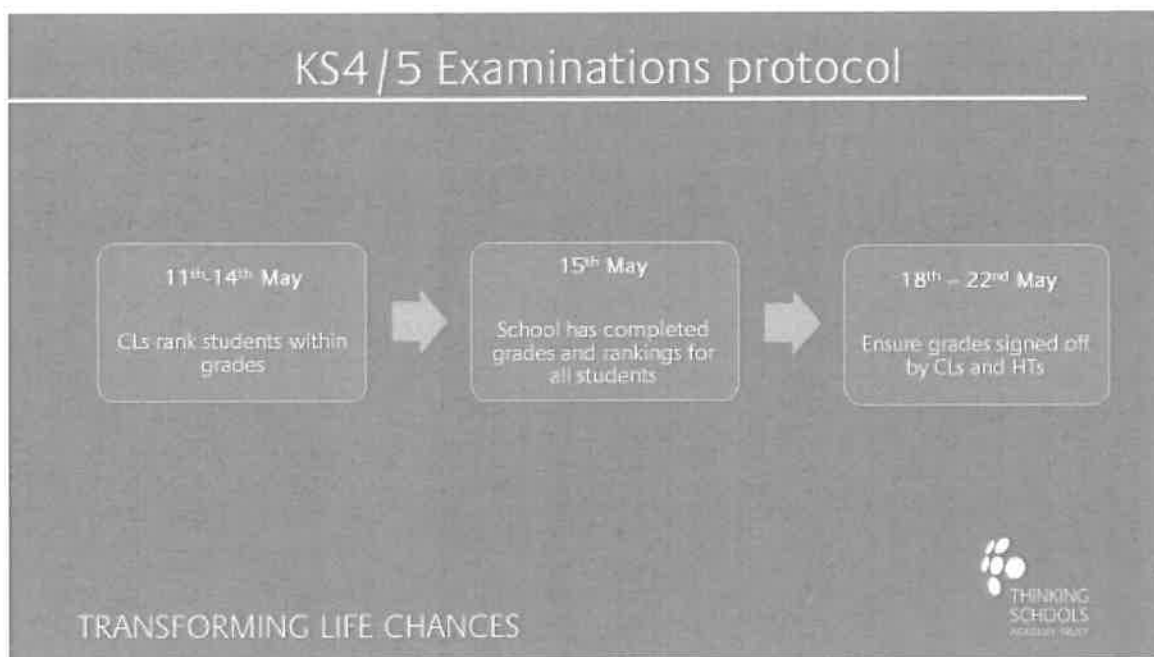 KS4/5 Examinations protocol
11th-14th May
CLs rank students within
grades
15th May
School has completed
grades and rankings for
all students
18th – 22nd May
Ensure grades signed off
by CLs and HTs
TRANSFORMING LIFE CHANCES
THINKING
SCHOOLS
ACADEMY TRUST